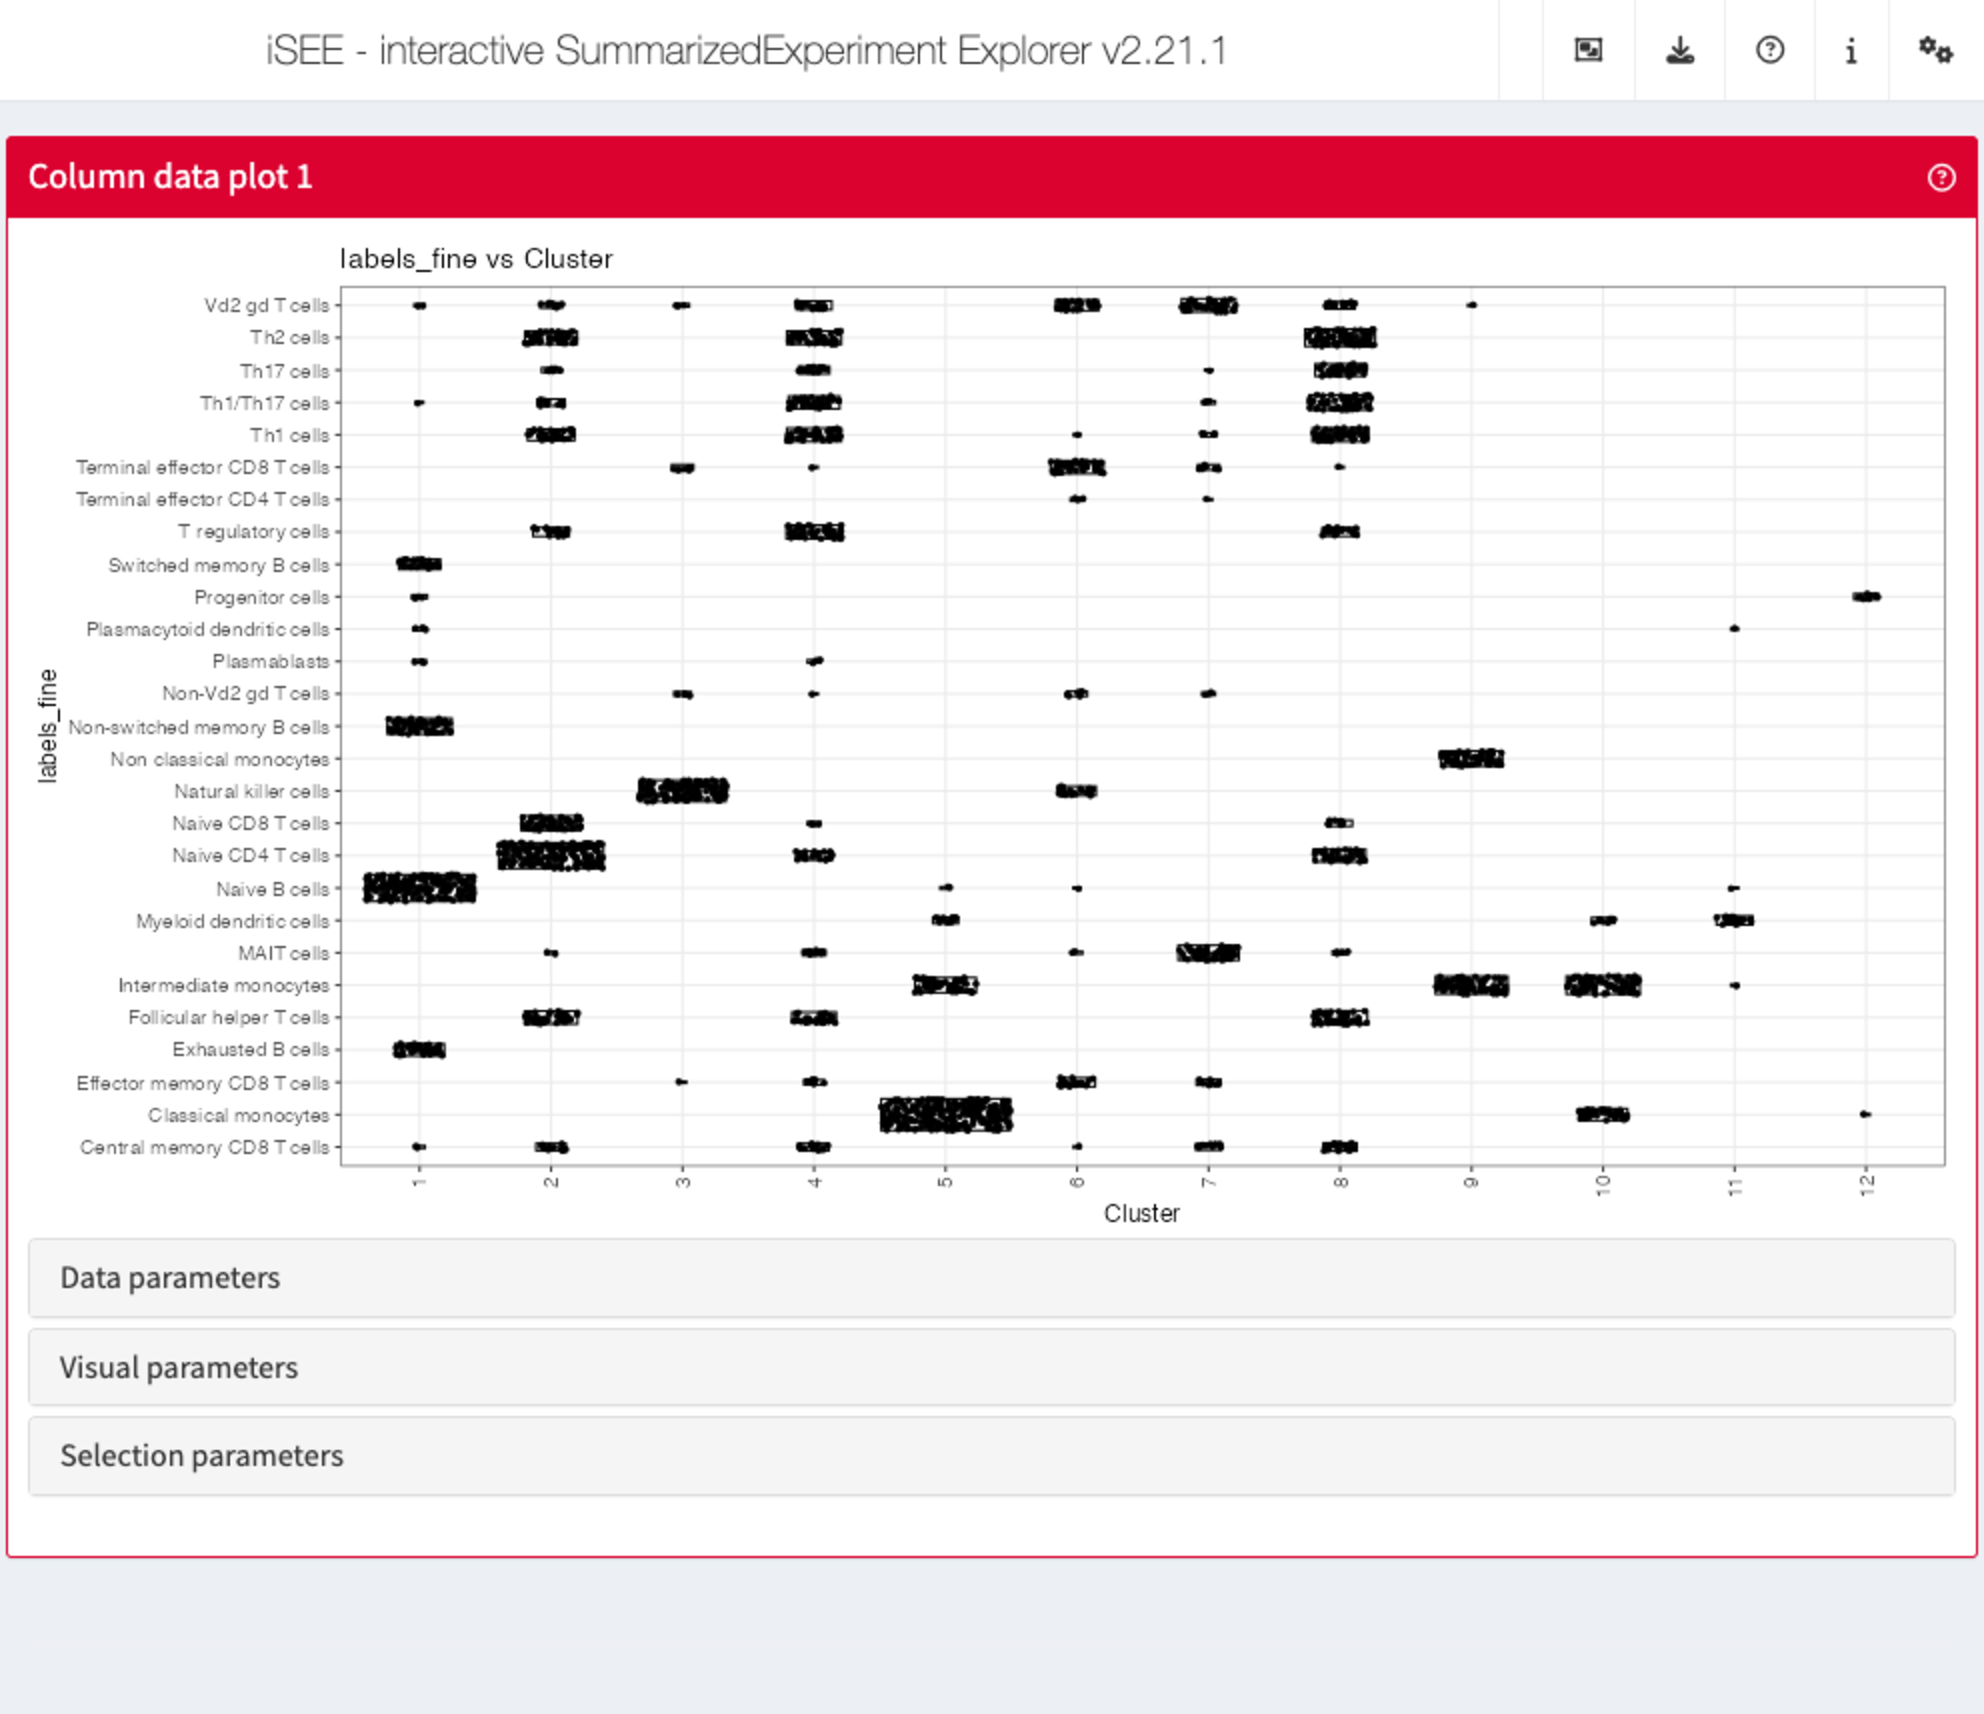 iSEE - interactive SummarizedExperiment Explorer v2.21.1
Column data plot 1
labels_fine vs Cluster
Vd2 gd T cells
Th2 cells
Th17 cells
Th1/Th17 cells
Th1 cells
Terminal effector CD8 T cells
Terminal effector CD4 T cells
T regulatory cells
Switched memory B cells
Progenitor cells
Plasmacytoid dendritic cells
Plasmablasts
Non-Vd2 gd T cells
Non-switched memory B cells
Non classical monocytes
Natural killer cells
Naive CD8 T cells
Naive CD4 T cells
Naive B cells
Myeloid dendritic cells
MAIT cells
Intermediate monocytes
Follicular helper T cells
Exhausted B cells
Effector memory CD8 T cells
Classical monocytes
Central memory CD8 T cells
labels_fine
1 2 3 4 5 6 7 8 9 10 11 12
Cluster
Data parameters
Visual parameters
Selection parameters